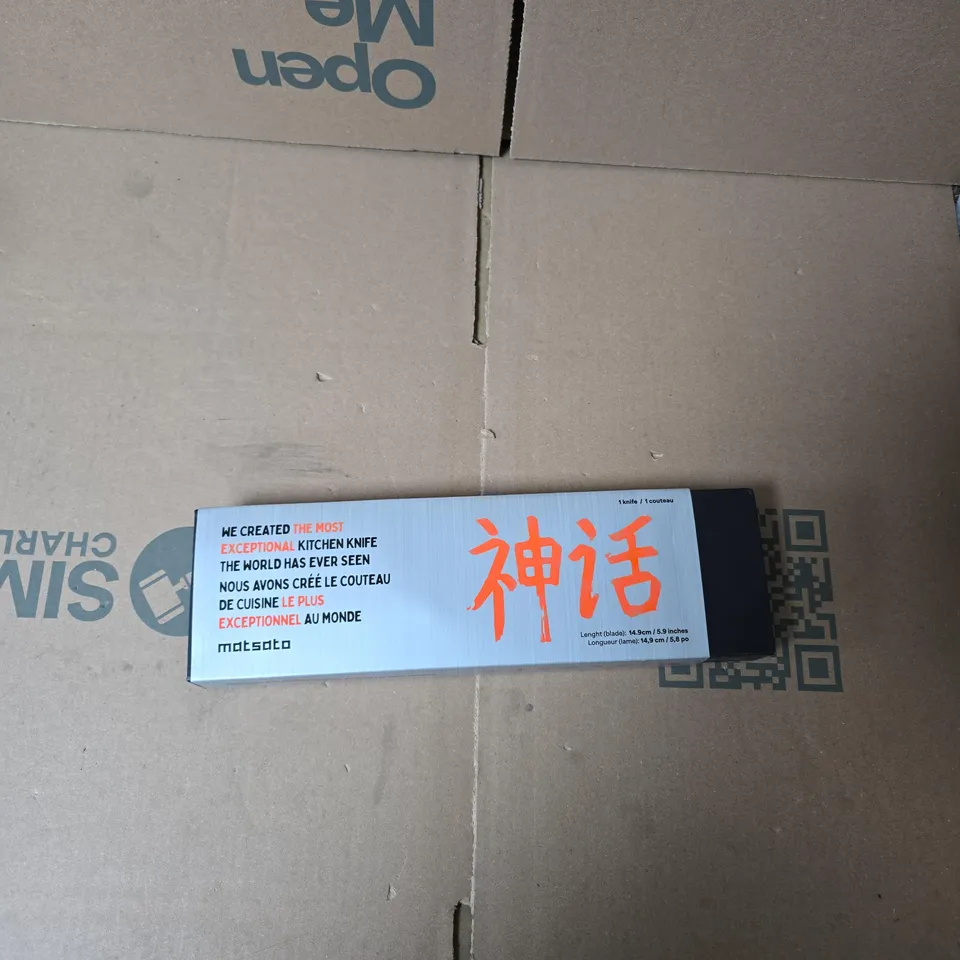 Open
Me
SIM
CHARL
1 knife / 1 couteau
WE CREATED THE MOST
EXCEPTIONAL KITCHEN KNIFE
THE WORLD HAS EVER SEEN
NOUS AVONS CRÉÉ LE COUTEAU
DE CUISINE LE PLUS
EXCEPTIONNEL AU MONDE
matsato
神话
Lenght (blade): 14.9cm / 5.9 inches
Longueur (lame): 14,9 cm / 5,8 po